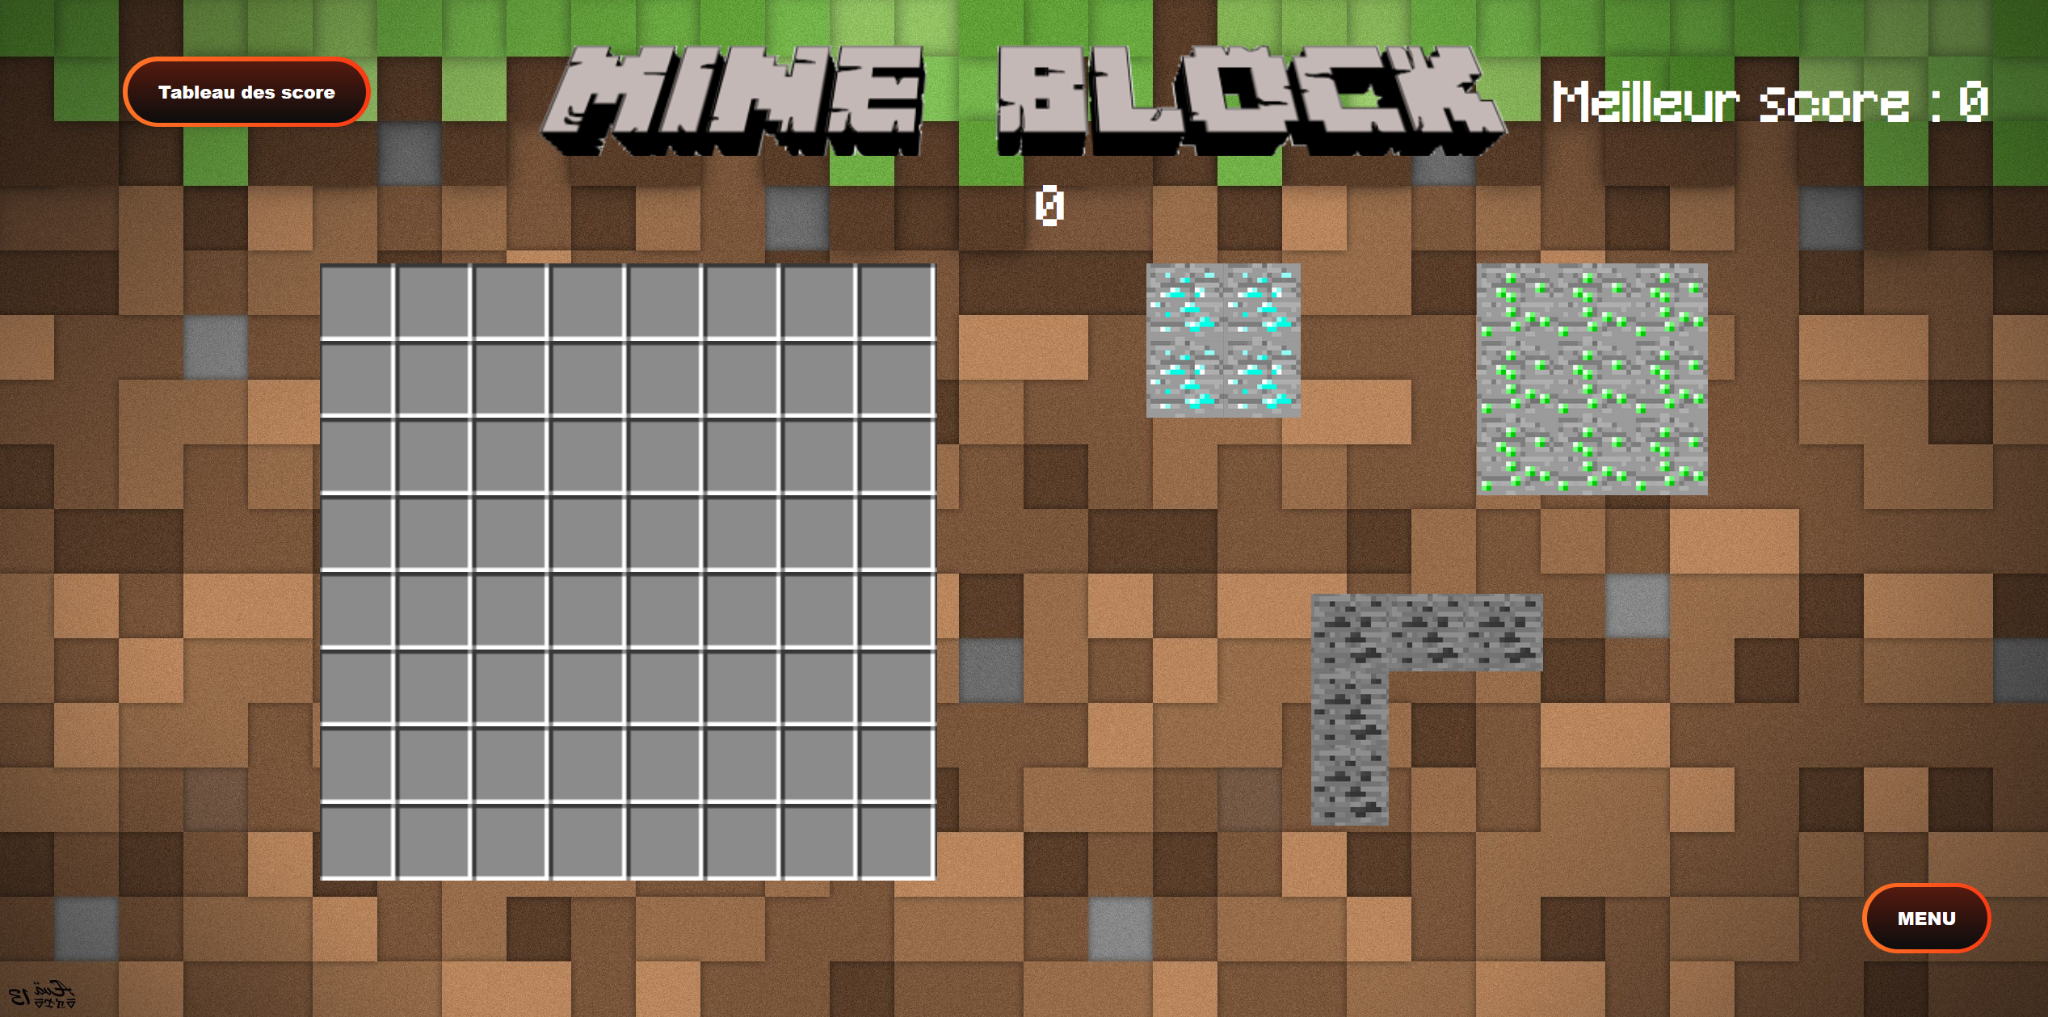 Tableau des score
MINE BLOCK
Meilleur score : 0
0
MENU